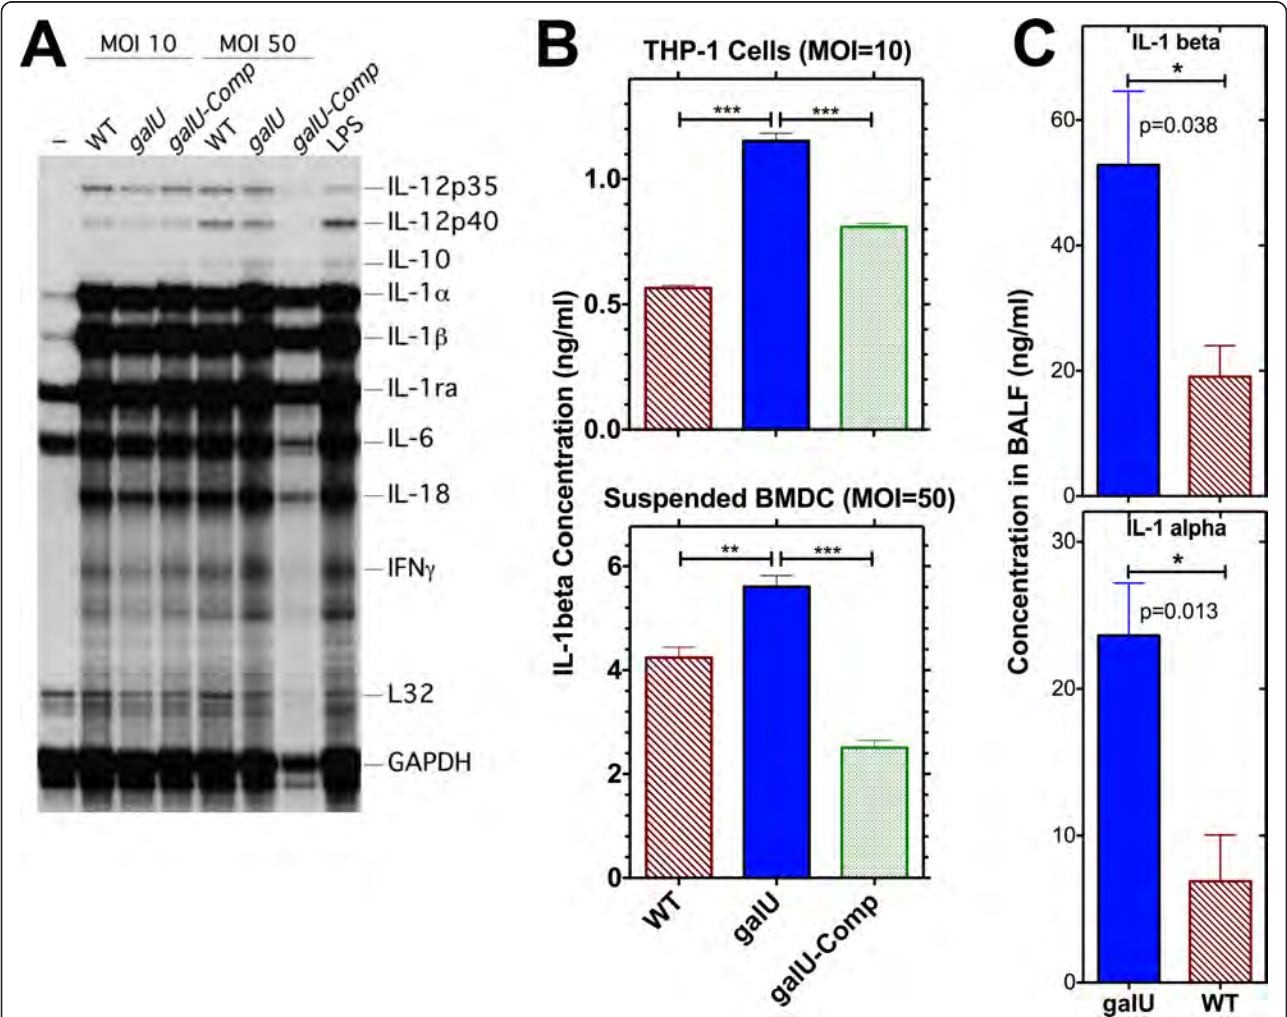 A
MOI 10 MOI 50
– WT galU galU-Comp WT galU galU-Comp LPS
IL-12p35
IL-12p40
IL-10
IL-1α
IL-1β
IL-1ra
IL-6
IL-18
IFNγ
L32
GAPDH
B
THP-1 Cells (MOI=10)
*** ***
1.0
0.5
0.0
IL-1beta Concentration (ng/ml)
Suspended BMDC (MOI=50)
** ***
6
4
2
0
WT galU galU-Comp
C
IL-1 beta
*
p=0.038
60
40
20
0
Concentration in BALF (ng/ml)
IL-1 alpha
*
p=0.013
30
20
10
0
galU WT